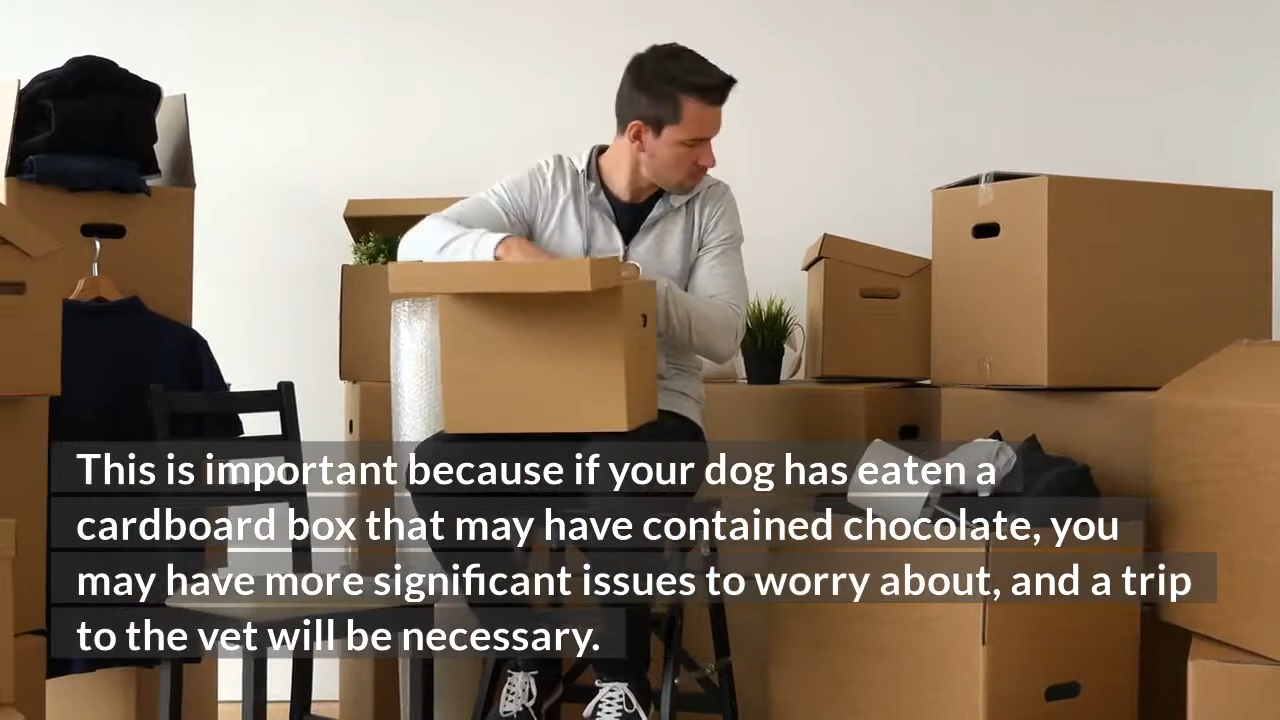 This is important because if your dog has eaten a
cardboard box that may have contained chocolate, you
may have more significant issues to worry about, and a trip
to the vet will be necessary.